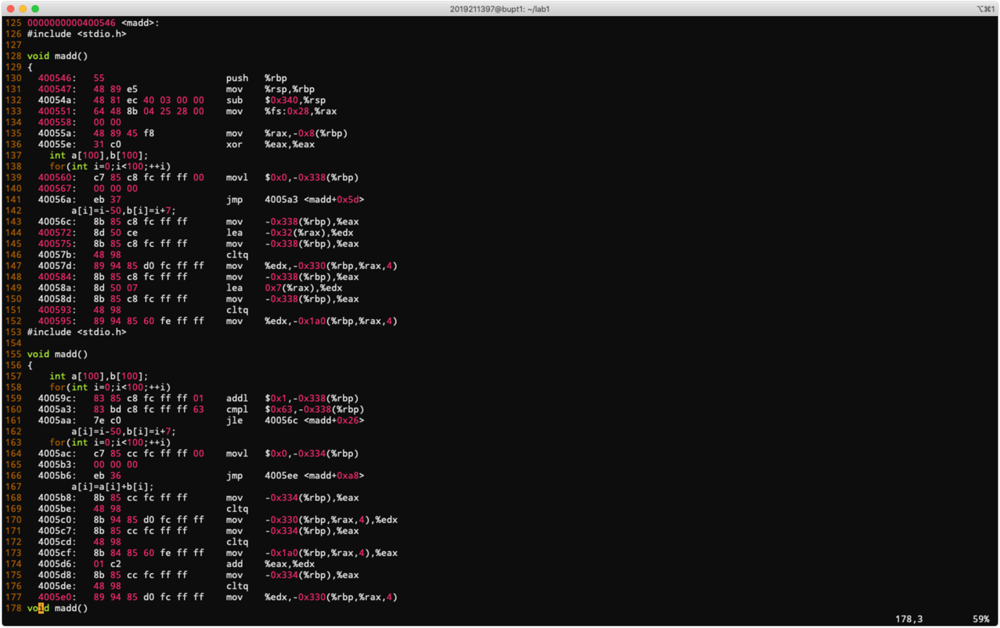 2019211397@bupt1: ~/lab1 ⌥⌘1
125 0000000000400546 <madd>:
126 #include <stdio.h>
127
128 void madd()
129 {
130   400546:   55                      push   %rbp
131   400547:   48 89 e5                mov    %rsp,%rbp
132   40054a:   48 81 ec 40 03 00 00    sub    $0x340,%rsp
133   400551:   64 48 8b 04 25 28 00    mov    %fs:0x28,%rax
134   400558:   00 00
135   40055a:   48 89 45 f8             mov    %rax,-0x8(%rbp)
136   40055e:   31 c0                   xor    %eax,%eax
137     int a[100],b[100];
138     for(int i=0;i<100;++i)
139   400560:   c7 85 c8 fc ff ff 00    movl   $0x0,-0x338(%rbp)
140   400567:   00 00 00
141   40056a:   eb 37                   jmp    4005a3 <madd+0x5d>
142         a[i]=i-50,b[i]=i+7;
143   40056c:   8b 85 c8 fc ff ff       mov    -0x338(%rbp),%eax
144   400572:   8d 50 ce                lea    -0x32(%rax),%edx
145   400575:   8b 85 c8 fc ff ff       mov    -0x338(%rbp),%eax
146   40057b:   48 98                   cltq
147   40057d:   89 94 85 d0 fc ff ff    mov    %edx,-0x330(%rbp,%rax,4)
148   400584:   8b 85 c8 fc ff ff       mov    -0x338(%rbp),%eax
149   40058a:   8d 50 07                lea    0x7(%rax),%edx
150   40058d:   8b 85 c8 fc ff ff       mov    -0x338(%rbp),%eax
151   400593:   48 98                   cltq
152   400595:   89 94 85 60 fe ff ff    mov    %edx,-0x1a0(%rbp,%rax,4)
153 #include <stdio.h>
154
155 void madd()
156 {
157     int a[100],b[100];
158     for(int i=0;i<100;++i)
159   40059c:   83 85 c8 fc ff ff 01    addl   $0x1,-0x338(%rbp)
160   4005a3:   83 bd c8 fc ff ff 63    cmpl   $0x63,-0x338(%rbp)
161   4005aa:   7e c0                   jle    40056c <madd+0x26>
162         a[i]=i-50,b[i]=i+7;
163     for(int i=0;i<100;++i)
164   4005ac:   c7 85 cc fc ff ff 00    movl   $0x0,-0x334(%rbp)
165   4005b3:   00 00 00
166   4005b6:   eb 36                   jmp    4005ee <madd+0xa8>
167         a[i]=a[i]+b[i];
168   4005b8:   8b 85 cc fc ff ff       mov    -0x334(%rbp),%eax
169   4005be:   48 98                   cltq
170   4005c0:   8b 94 85 d0 fc ff ff    mov    -0x330(%rbp,%rax,4),%edx
171   4005c7:   8b 85 cc fc ff ff       mov    -0x334(%rbp),%eax
172   4005cd:   48 98                   cltq
173   4005cf:   8b 84 85 60 fe ff ff    mov    -0x1a0(%rbp,%rax,4),%eax
174   4005d6:   01 c2                   add    %eax,%edx
175   4005d8:   8b 85 cc fc ff ff       mov    -0x334(%rbp),%eax
176   4005de:   48 98                   cltq
177   4005e0:   89 94 85 d0 fc ff ff    mov    %edx,-0x330(%rbp,%rax,4)
178 void madd()
178,3 59%